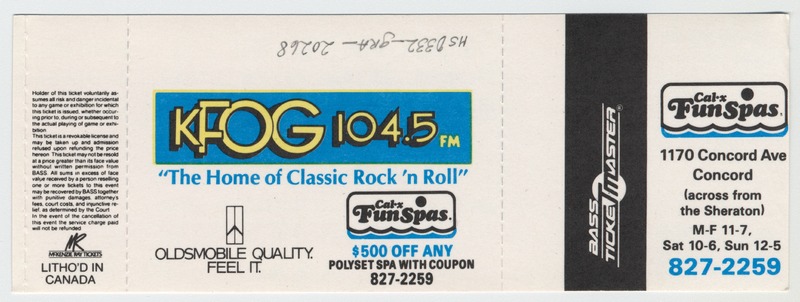 HSD332-GRA-20268
Holder of this ticket voluntarily as-
sumes all risk and danger incidental
to any game or exhibition for which
this ticket is issued, whether occur-
ring prior to, during or subsequent to
the actual playing of game or exhi-
bition
This ticket is a revokable license and
may be taken up and admission
refused upon refunding the price
hereon. This ticket may not be resold
at a price greater than its face value
without written permission from
BASS. All sums in excess of face
value received by a person reselling
one or more tickets to this event
may be recovered by BASS together
with punitive damages, attorney's
fees, court costs, and injunctive re-
lief, as determined by the Court
In the event of the cancellation of
this event the service charge paid
will not be refunded
MR
McKENZIE RAY TICKETS
LITHO'D IN
CANADA
KFOG 104.5 FM
"The Home of Classic Rock 'n Roll"
OLDSMOBILE QUALITY.
FEEL IT.
Cal-x
FunSpas.
$500 OFF ANY
POLYSET SPA WITH COUPON
827-2259
BASS
TICKETMASTER®
Cal-x
FunSpas.
1170 Concord Ave
Concord
(across from
the Sheraton)
M-F 11-7,
Sat 10-6, Sun 12-5
827-2259